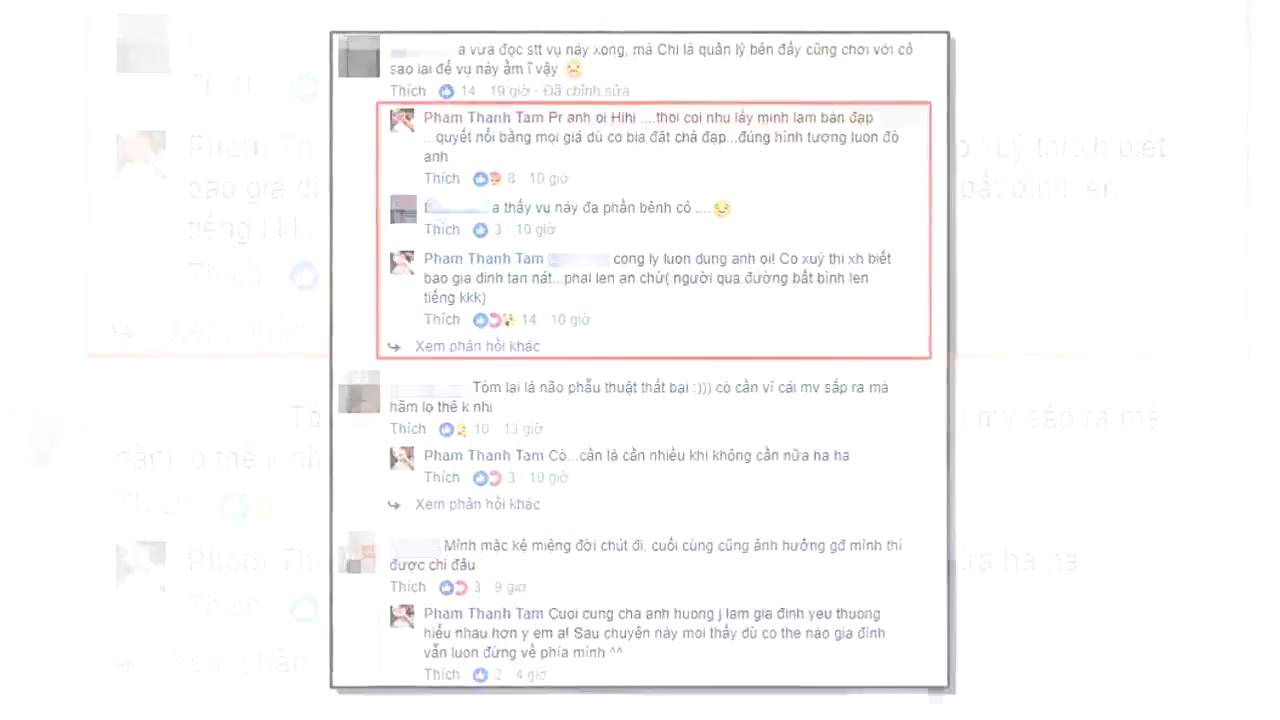 a vừa đọc stt vụ này xong, mà Chi là quản lý bên đấy cũng chơi với cô
sao lại để vụ này ầm ĩ vậy
Thích 14 19 giờ · Đã chỉnh sửa
Pham Thanh Tam Pr anh oi Hihi ....thoi coi nhu lấy minh lam bàn đạp
...quyết nổi bằng mọi giá dù co bia đăt chà đạp...đúng hình tượng luon đó
anh
Thích 8 · 10 giờ
a thấy vụ này đa phần bênh cô ....
Thích 3 · 10 giờ
Pham Thanh Tam cong ly luon dung anh oi! Co xuý thi xh biết
bao gia dinh tan nát...phai len an chứ( người qua đường bất bình len
tiếng kkk)
Thích 14 · 10 giờ
Xem phản hồi khác
Tóm lại là não phẫu thuật thất bại :))) có cần vì cái mv sắp ra mà
hãm lọ thế k nhỉ
Thích 10 · 13 giờ
Pham Thanh Tam Có...cần là cần nhiều khi không cần nữa ha ha
Thích 3 · 10 giờ
Xem phản hồi khác
Mình mặc kệ miệng đời chút đi, cuối cùng cũng ảnh hưởng gđ mình thì
được chi đâu
Thích 3 · 9 giờ
Pham Thanh Tam Cuoi cung cha anh huong j lam gia đinh yeu thuong
hiểu nhau hơn y em a! Sau chuyện này moi thấy dù co the nào gia đình
vẫn luon đứng về phía mình ^^
Thích 2 · 4 giờ